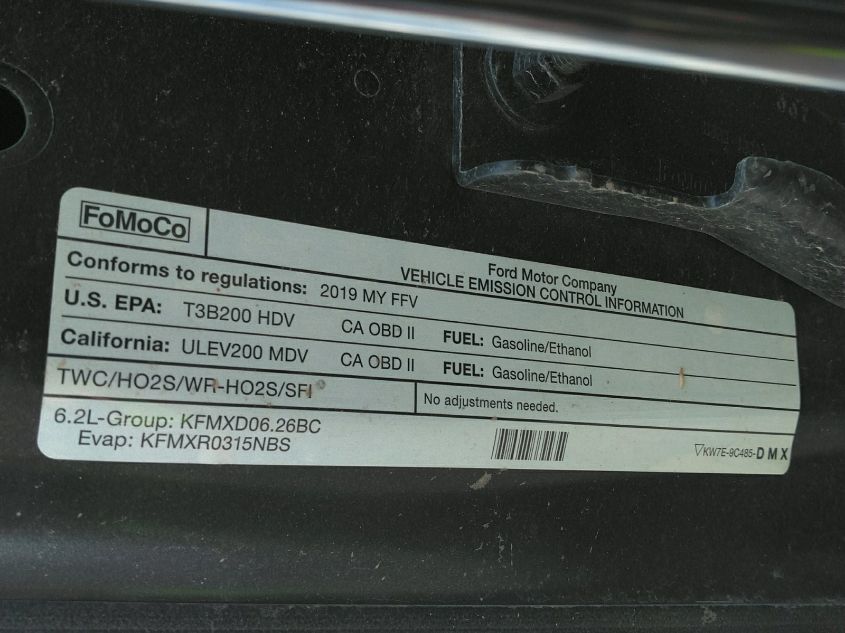 FoMoCo
Ford Motor Company
VEHICLE EMISSION CONTROL INFORMATION
Conforms to regulations: 2019 MY FFV
U.S. EPA: T3B200 HDV CA OBD II FUEL: Gasoline/Ethanol
California: ULEV200 MDV CA OBD II FUEL: Gasoline/Ethanol
TWC/HO2S/WR-HO2S/SFI
No adjustments needed.
6.2L-Group: KFMXD06.26BC
Evap: KFMXR0315NBS
KW7E-9C485-DMX